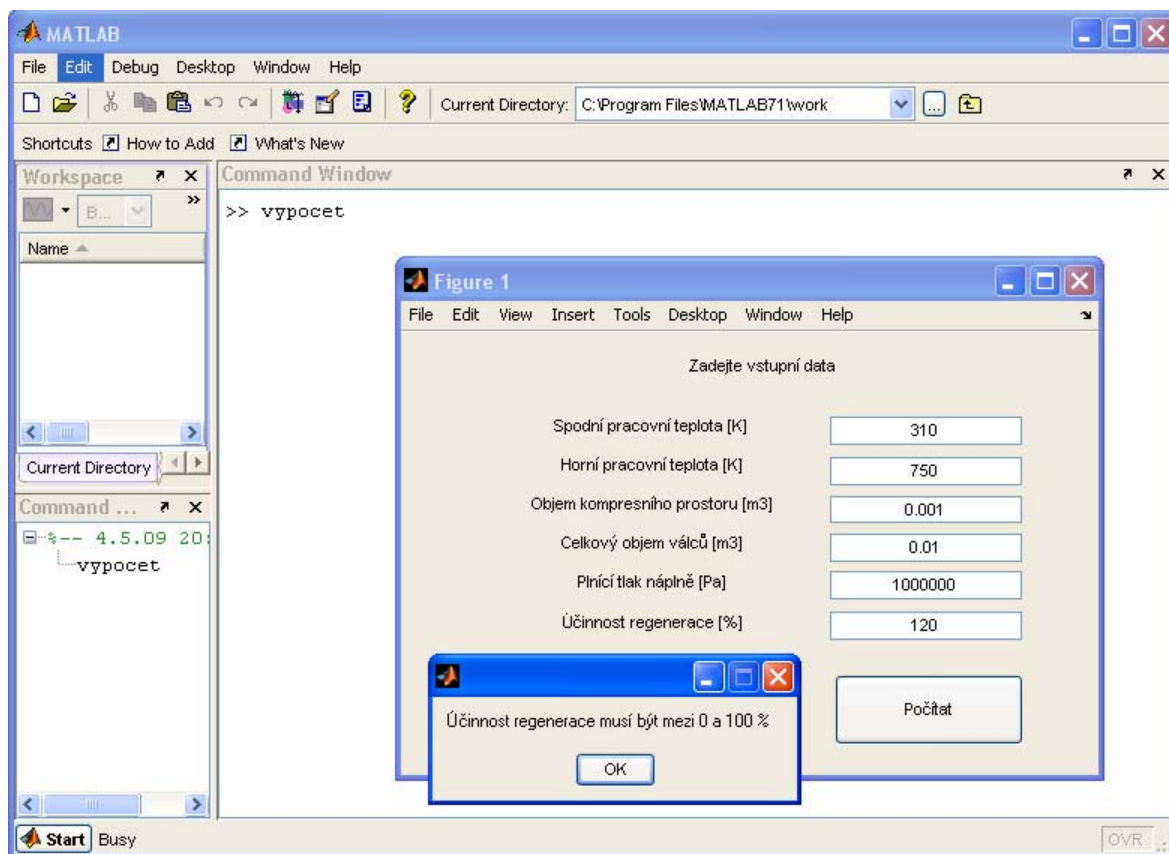 MATLAB
File Edit Debug Desktop Window Help
Current Directory: C:\Program Files\MATLAB71\work
Shortcuts How to Add What's New
Workspace
B...
Name
Current Directory
Command ...
%-- 4.5.09 20:
vypocet
Command Window
>> vypocet
Figure 1
File Edit View Insert Tools Desktop Window Help
Zadejte vstupní data
Spodní pracovní teplota [K] 310
Horní pracovní teplota [K] 750
Objem kompresního prostoru [m3] 0.001
Celkový objem válců [m3] 0.01
Plnící tlak náplně [Pa] 1000000
Účinnost regenerace [%] 120
Počítat
Účinnost regenerace musí být mezi 0 a 100 %
OK
Start Busy
OVR